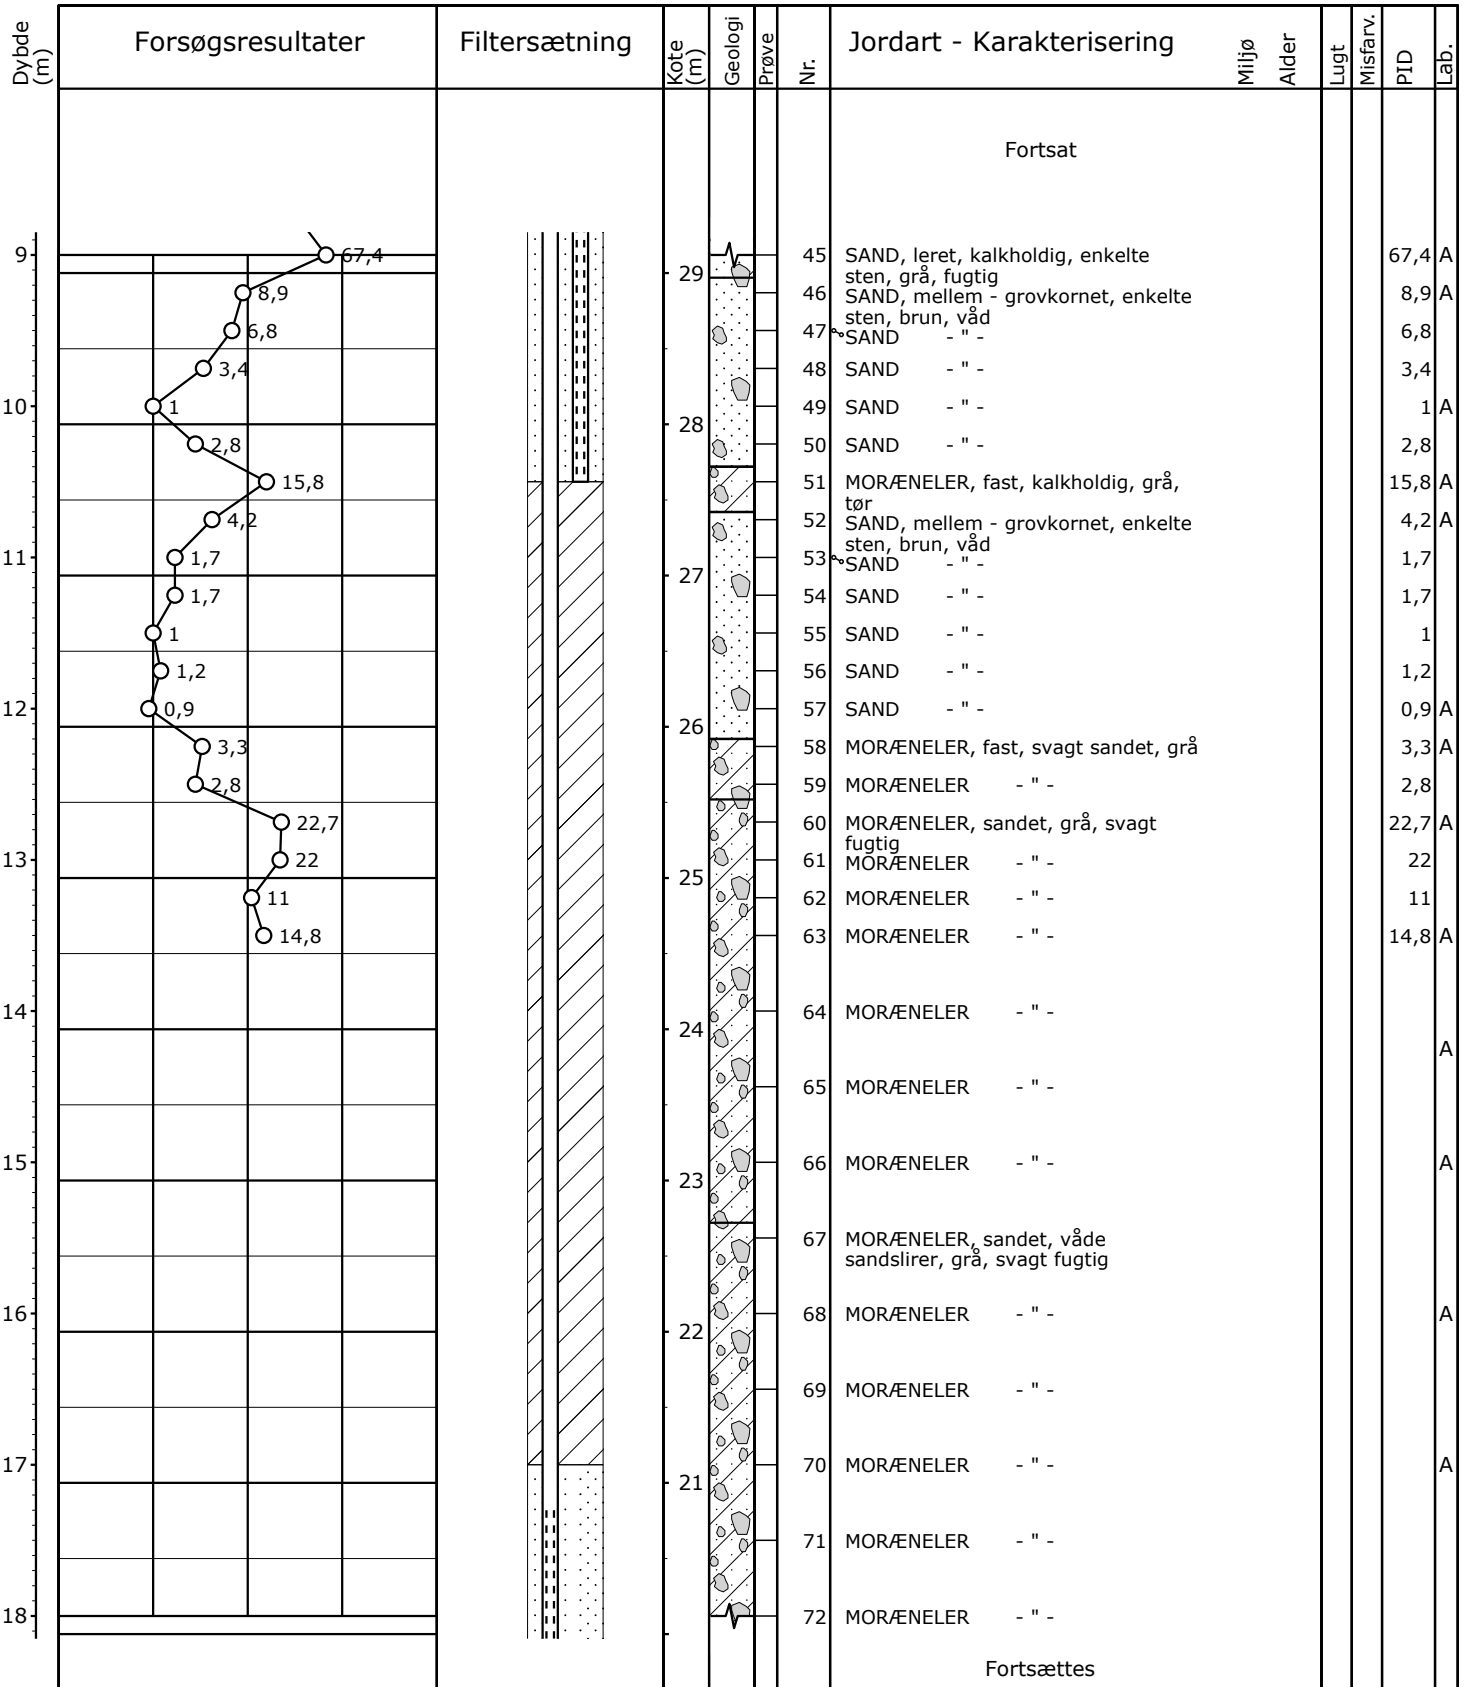 Dybde (m) Forsøgsresultater Filtersætning Kote (m) Geologi Prøve Nr. Jordart - Karakterisering Miljø Alder Lugt Misfarv. PID Lab.
Fortsat
9 67,4 45 SAND, leret, kalkholdig, enkelte 67,4 A
29 sten, grå, fugtig
8,9 46 SAND, mellem - grovkornet, enkelte 8,9 A
sten, brun, våd
6,8 47 SAND - " - 6,8
3,4 48 SAND - " - 3,4
10 1 49 SAND - " - 1 A
28
2,8 50 SAND - " - 2,8
15,8 51 MORÆNELER, fast, kalkholdig, grå, 15,8 A
tør
4,2 52 SAND, mellem - grovkornet, enkelte 4,2 A
sten, brun, våd
11 1,7 53 SAND - " - 1,7
27
1,7 54 SAND - " - 1,7
1 55 SAND - " - 1
1,2 56 SAND - " - 1,2
12 0,9 57 SAND - " - 0,9 A
26
3,3 58 MORÆNELER, fast, svagt sandet, grå 3,3 A
2,8 59 MORÆNELER - " - 2,8
22,7 60 MORÆNELER, sandet, grå, svagt 22,7 A
fugtig
13 22 61 MORÆNELER - " - 22
25
11 62 MORÆNELER - " - 11
14,8 63 MORÆNELER - " - 14,8 A
14 64 MORÆNELER - " -
24
A
65 MORÆNELER - " -
15 66 MORÆNELER - " - A
23
67 MORÆNELER, sandet, våde
sandslirer, grå, svagt fugtig
16 68 MORÆNELER - " - A
22
69 MORÆNELER - " -
17 70 MORÆNELER - " - A
21
71 MORÆNELER - " -
18 72 MORÆNELER - " -
Fortsættes